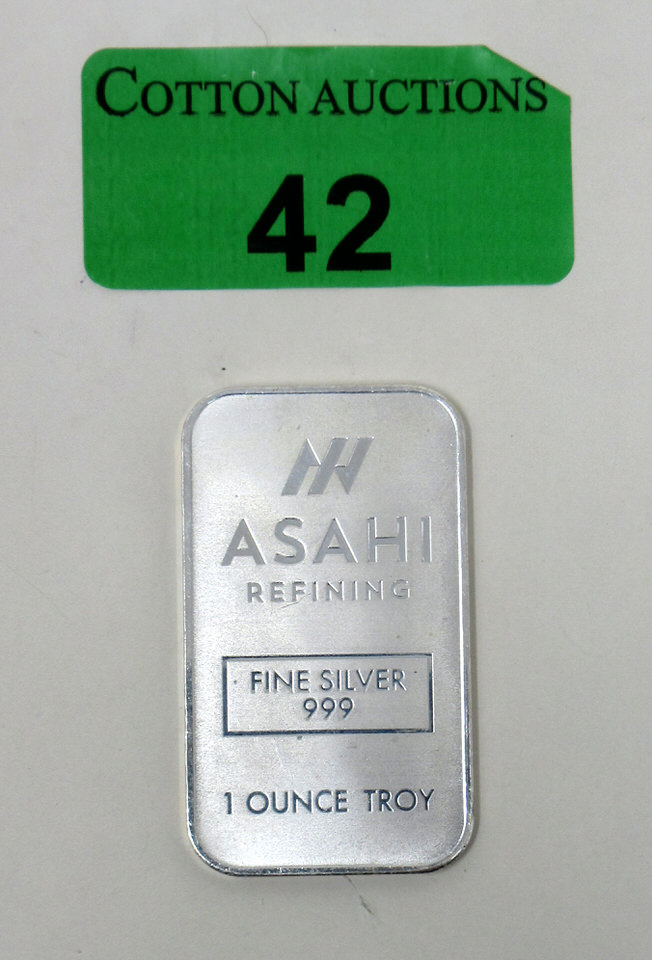 COTTON AUCTIONS
42
ASAHI
REFINING
FINE SILVER
999
1 OUNCE TROY